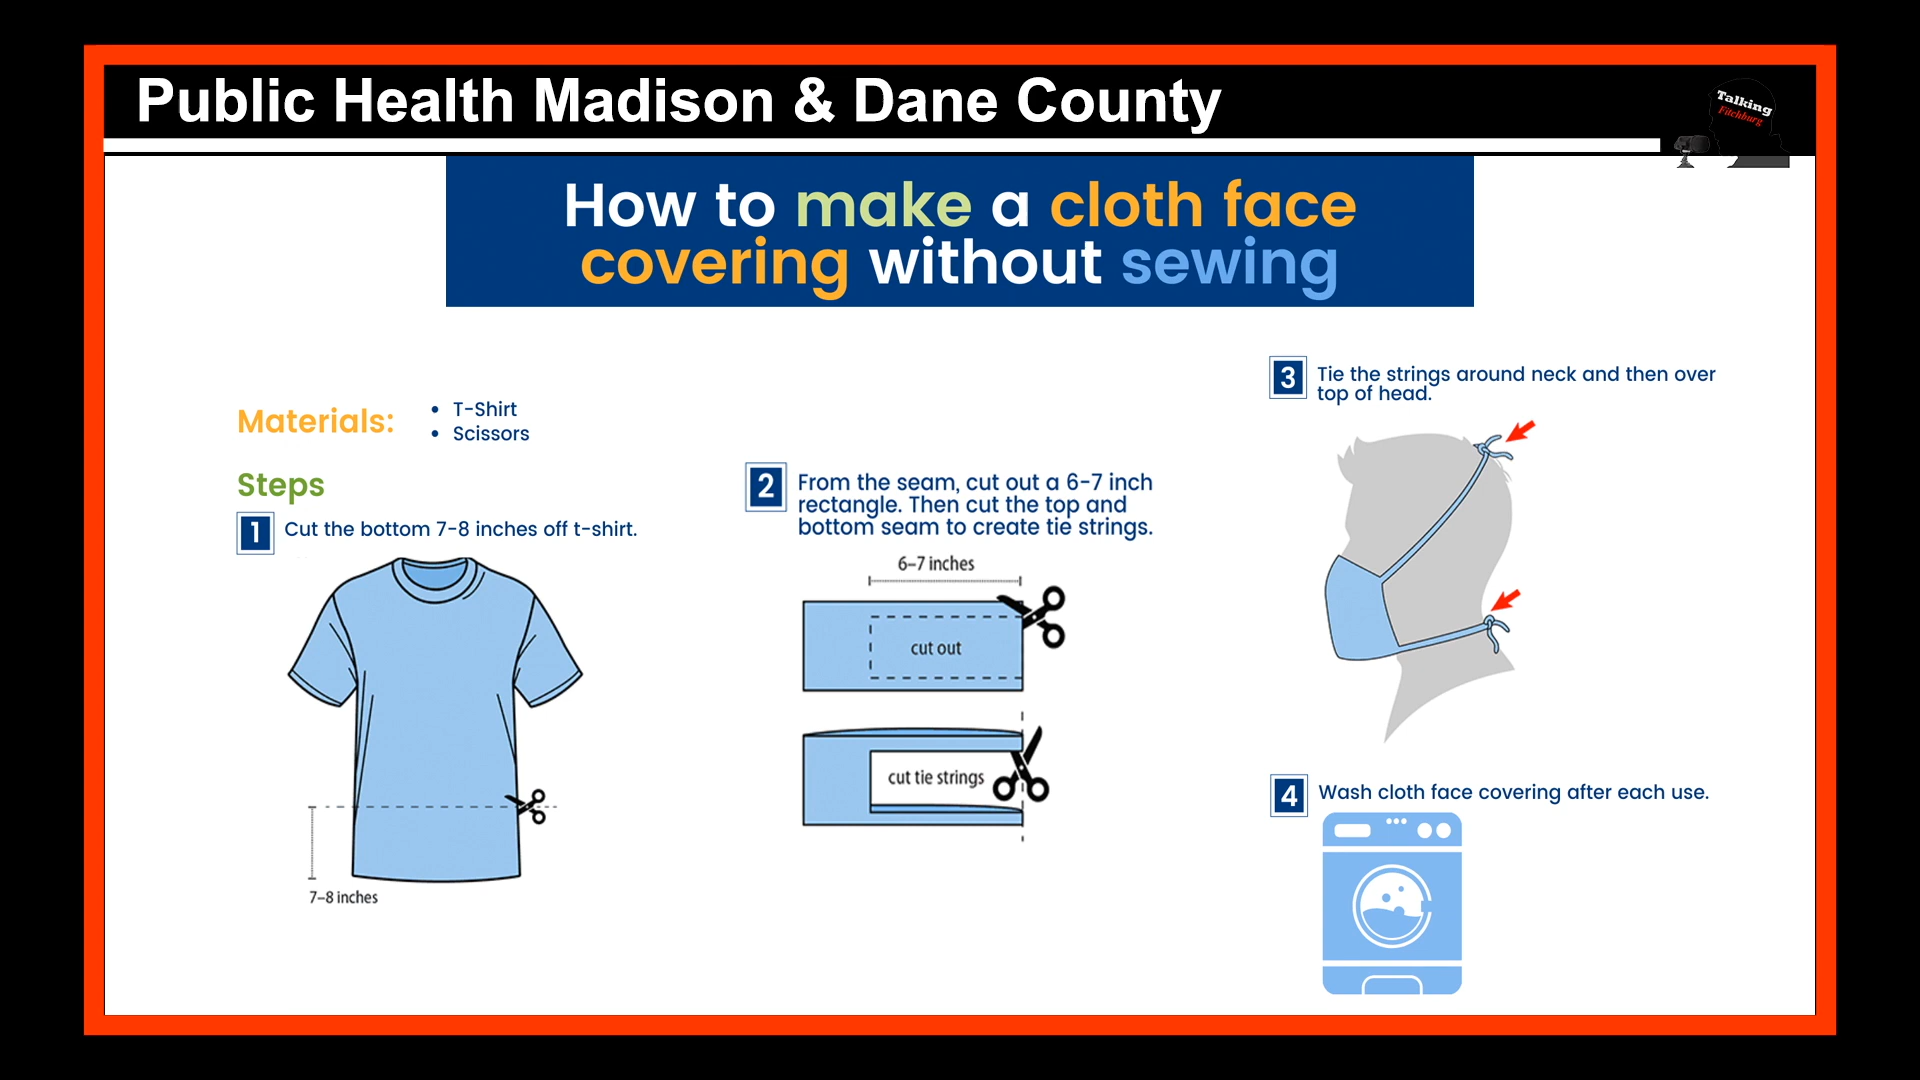 Public Health Madison & Dane County
Talking
Fitchburg
How to make a cloth face
covering without sewing
Materials:
• T-Shirt
• Scissors
Steps
1 Cut the bottom 7-8 inches off t-shirt.
7–8 inches
2 From the seam, cut out a 6-7 inch
rectangle. Then cut the top and
bottom seam to create tie strings.
6–7 inches
cut out
cut tie strings
3 Tie the strings around neck and then over
top of head.
4 Wash cloth face covering after each use.